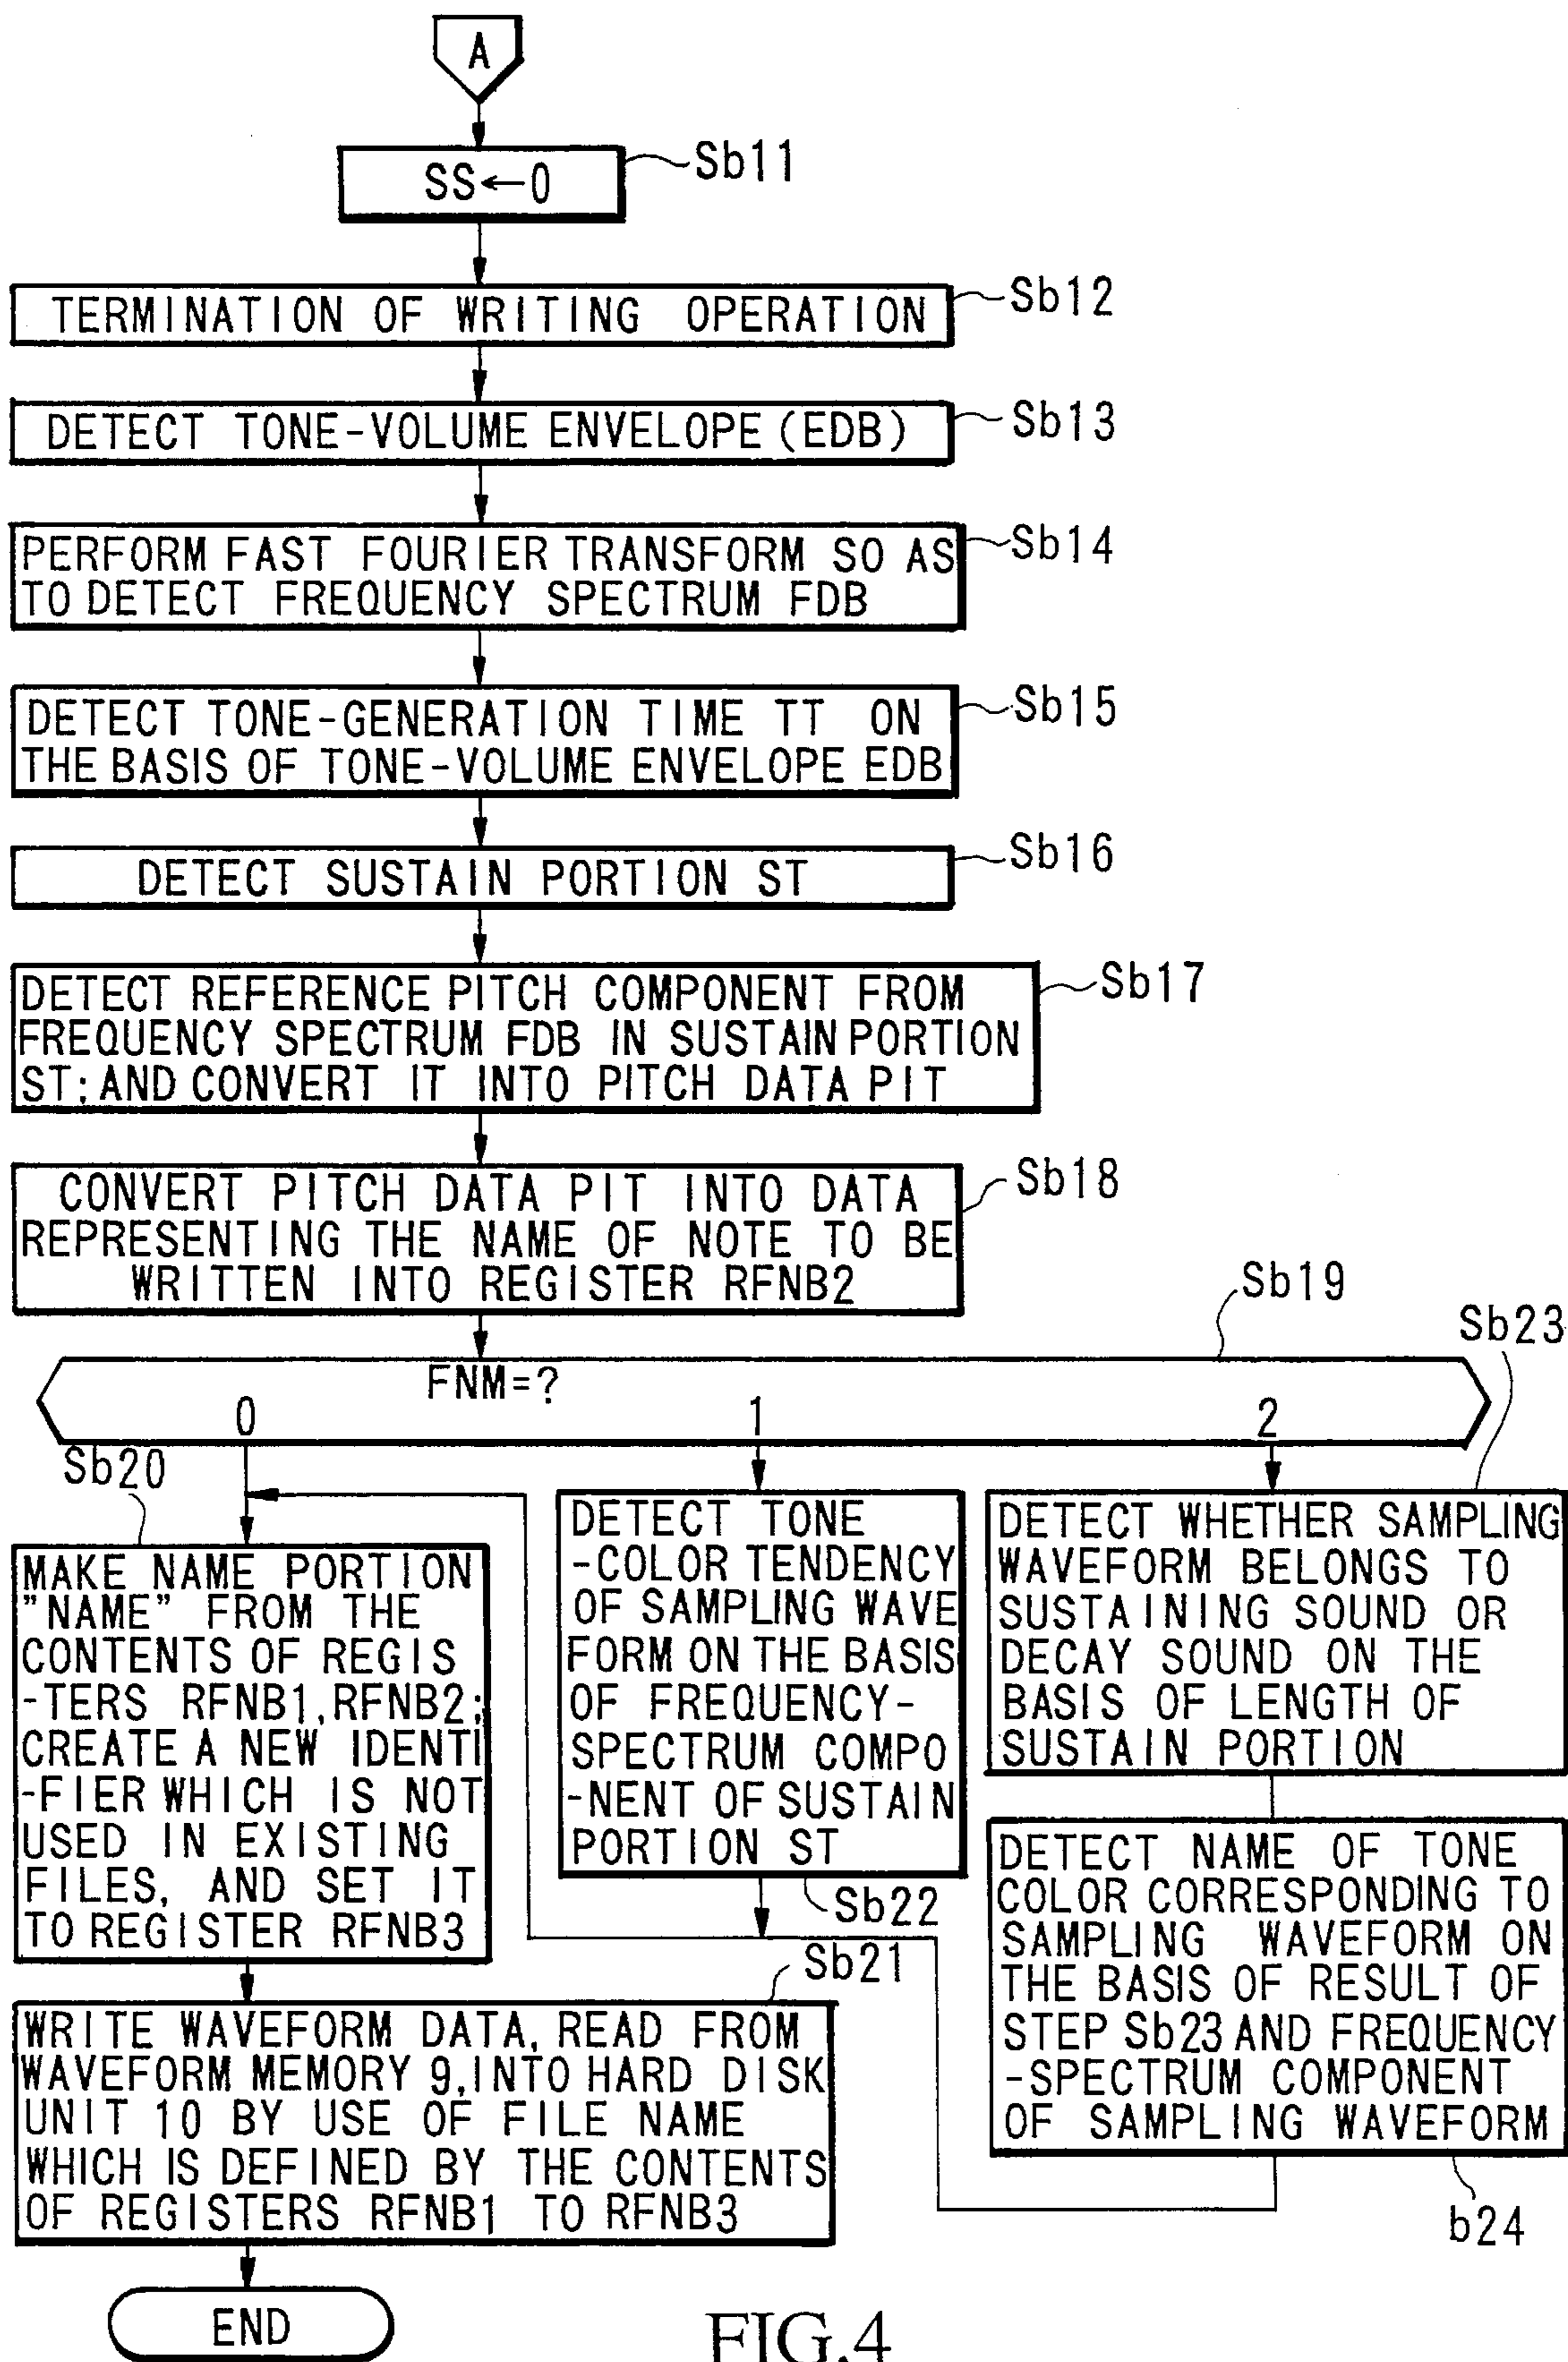 A
SS←0
Sb11
TERMINATION OF WRITING OPERATION
Sb12
DETECT TONE-VOLUME ENVELOPE (EDB)
Sb13
PERFORM FAST FOURIER TRANSFORM SO AS
TO DETECT FREQUENCY SPECTRUM FDB
Sb14
DETECT TONE-GENERATION TIME TT ON
THE BASIS OF TONE-VOLUME ENVELOPE EDB
Sb15
DETECT SUSTAIN PORTION ST
Sb16
DETECT REFERENCE PITCH COMPONENT FROM
FREQUENCY SPECTRUM FDB IN SUSTAIN PORTION
ST; AND CONVERT IT INTO PITCH DATA PIT
Sb17
CONVERT PITCH DATA PIT INTO DATA
REPRESENTING THE NAME OF NOTE TO BE
WRITTEN INTO REGISTER RFNB2
Sb18
Sb19
FNM=?
0
1
2
Sb20
MAKE NAME PORTION
"NAME" FROM THE
CONTENTS OF REGIS
-TERS RFNB1,RFNB2;
CREATE A NEW IDENTI
-FIER WHICH IS NOT
USED IN EXISTING
FILES, AND SET IT
TO REGISTER RFNB3
DETECT TONE
-COLOR TENDENCY
OF SAMPLING WAVE
FORM ON THE BASIS
OF FREQUENCY-
SPECTRUM COMPO
-NENT OF SUSTAIN
PORTION ST
Sb22
Sb23
DETECT WHETHER SAMPLING
WAVEFORM BELONGS TO
SUSTAINING SOUND OR
DECAY SOUND ON THE
BASIS OF LENGTH OF
SUSTAIN PORTION
DETECT NAME OF TONE
COLOR CORRESPONDING TO
SAMPLING WAVEFORM ON
THE BASIS OF RESULT OF
STEP Sb23 AND FREQUENCY
-SPECTRUM COMPONENT
OF SAMPLING WAVEFORM
b24
Sb21
WRITE WAVEFORM DATA, READ FROM
WAVEFORM MEMORY 9, INTO HARD DISK
UNIT 10 BY USE OF FILE NAME
WHICH IS DEFINED BY THE CONTENTS
OF REGISTERS RFNB1 TO RFNB3
END
FIG.4